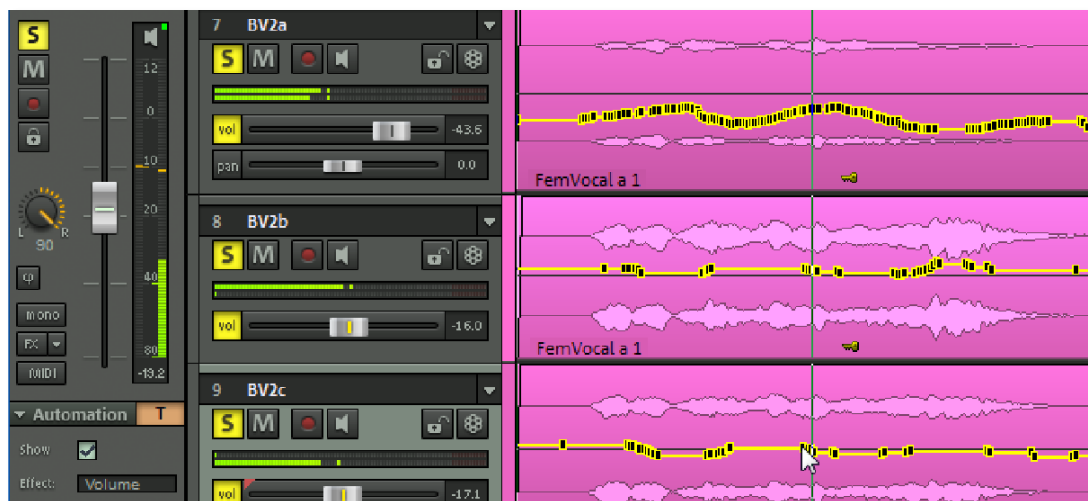 S
M
L R
90
φ
mono
FX
MIDI
12
0
10
20
40
80
-19.2
Automation T
Show
Effect: Volume
7 BV2a
S M
vol -43.6
pan 0.0
FemVocal a 1
8 BV2b
S M
vol -16.0
FemVocal a 1
9 BV2c
S M
vol -17.1